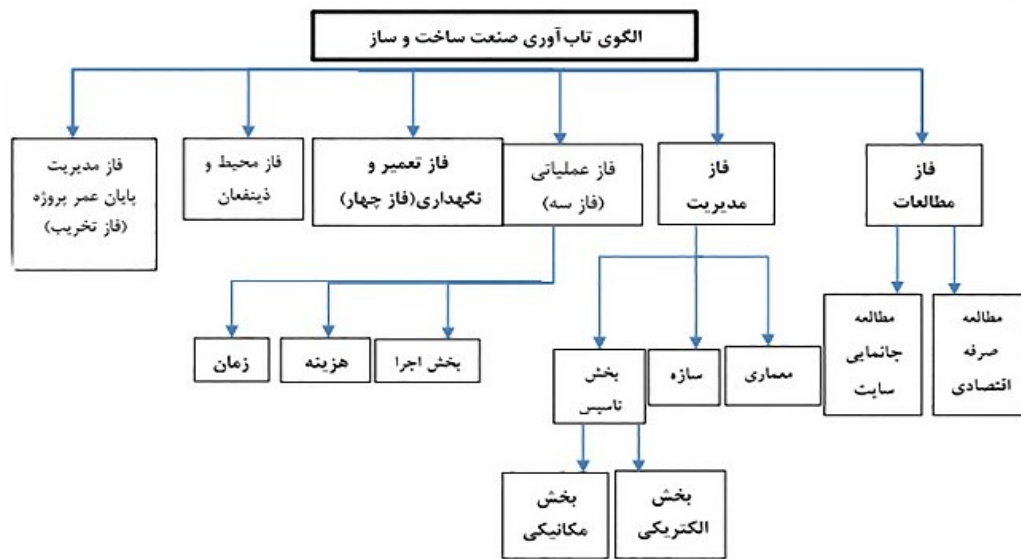 الگوی تاب آوری صنعت ساخت و ساز
فاز
مطالعات
فاز
مدیریت
فاز عملیاتی
(فاز سه)
فاز تعمیر و
نگهداری(فاز چهار)
فاز محیط و
ذینفعان
فاز مدیریت
پایان عمر پروژه
(فاز تخریب)
مطالعه
صرفه
اقتصادی
مطالعه
جانمایی
سایت
معماری
سازه
بخش
تاسیس
بخش اجرا
هزینه
زمان
بخش
الکتریکی
بخش
مکانیکی